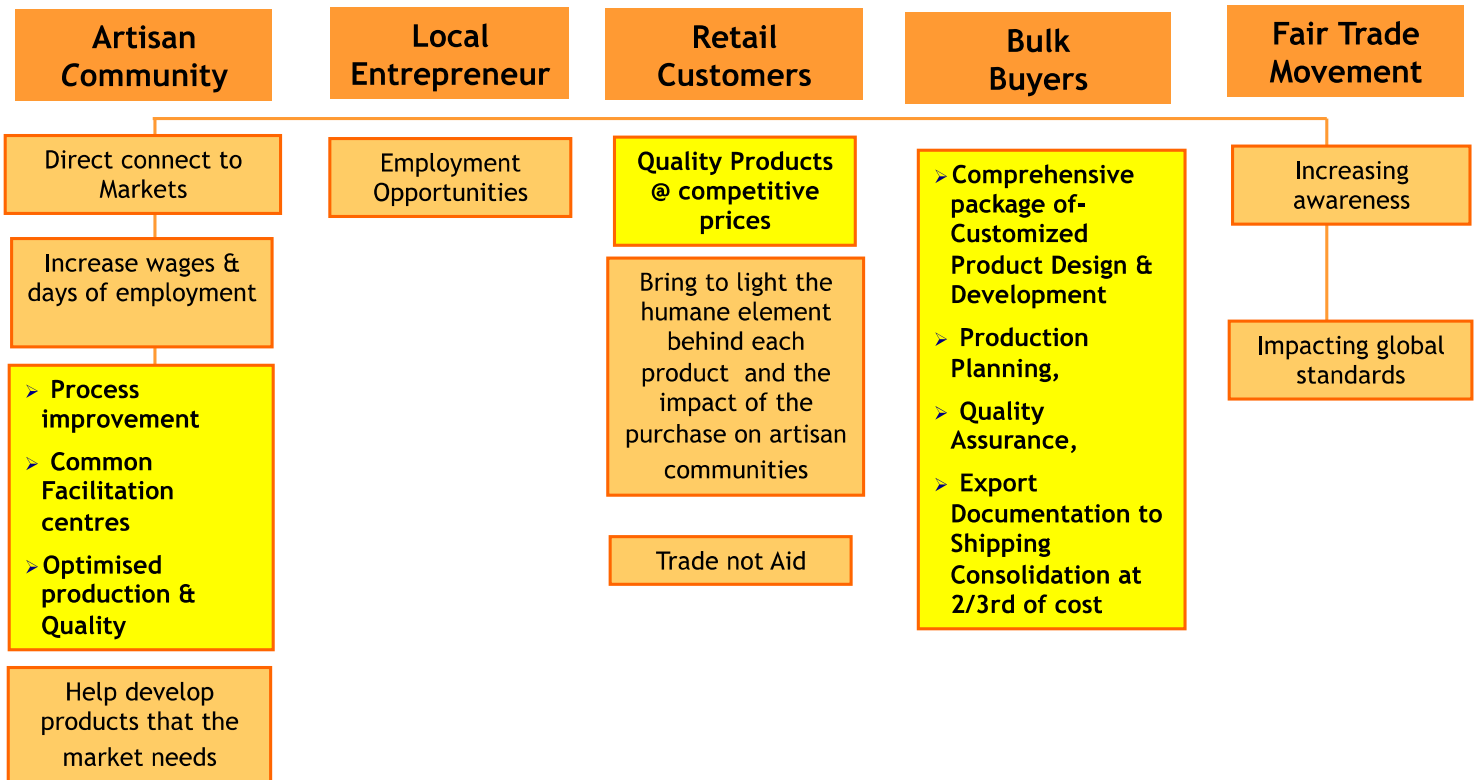 Artisan
Community
Local
Entrepreneur
Retail
Customers
Bulk
Buyers
Fair Trade
Movement
Direct connect to
Markets
Increase wages &
days of employment
➢ Process
improvement
➢ Common
Facilitation
centres
➢ Optimised
production &
Quality
Help develop
products that the
market needs
Employment
Opportunities
Quality Products
@ competitive
prices
Bring to light the
humane element
behind each
product and the
impact of the
purchase on artisan
communities
Trade not Aid
➢ Comprehensive
package of-
Customized
Product Design &
Development
➢ Production
Planning,
➢ Quality
Assurance,
➢ Export
Documentation to
Shipping
Consolidation at
2/3rd of cost
Increasing
awareness
Impacting global
standards